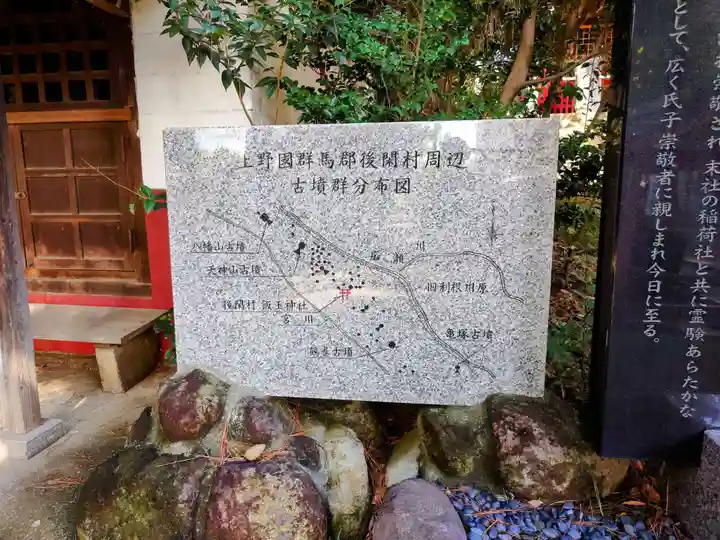 上野國群馬郡後閑村周辺
古墳群分布図
八幡山古墳
天神山古墳
後閑村 飯玉神社
宮川
広瀬川
旧利根川原
亀塚古墳
古墳
され 末社の稲荷社と共に霊験あらたかな
として、広く氏子崇敬者に親しまれ今日に至る。